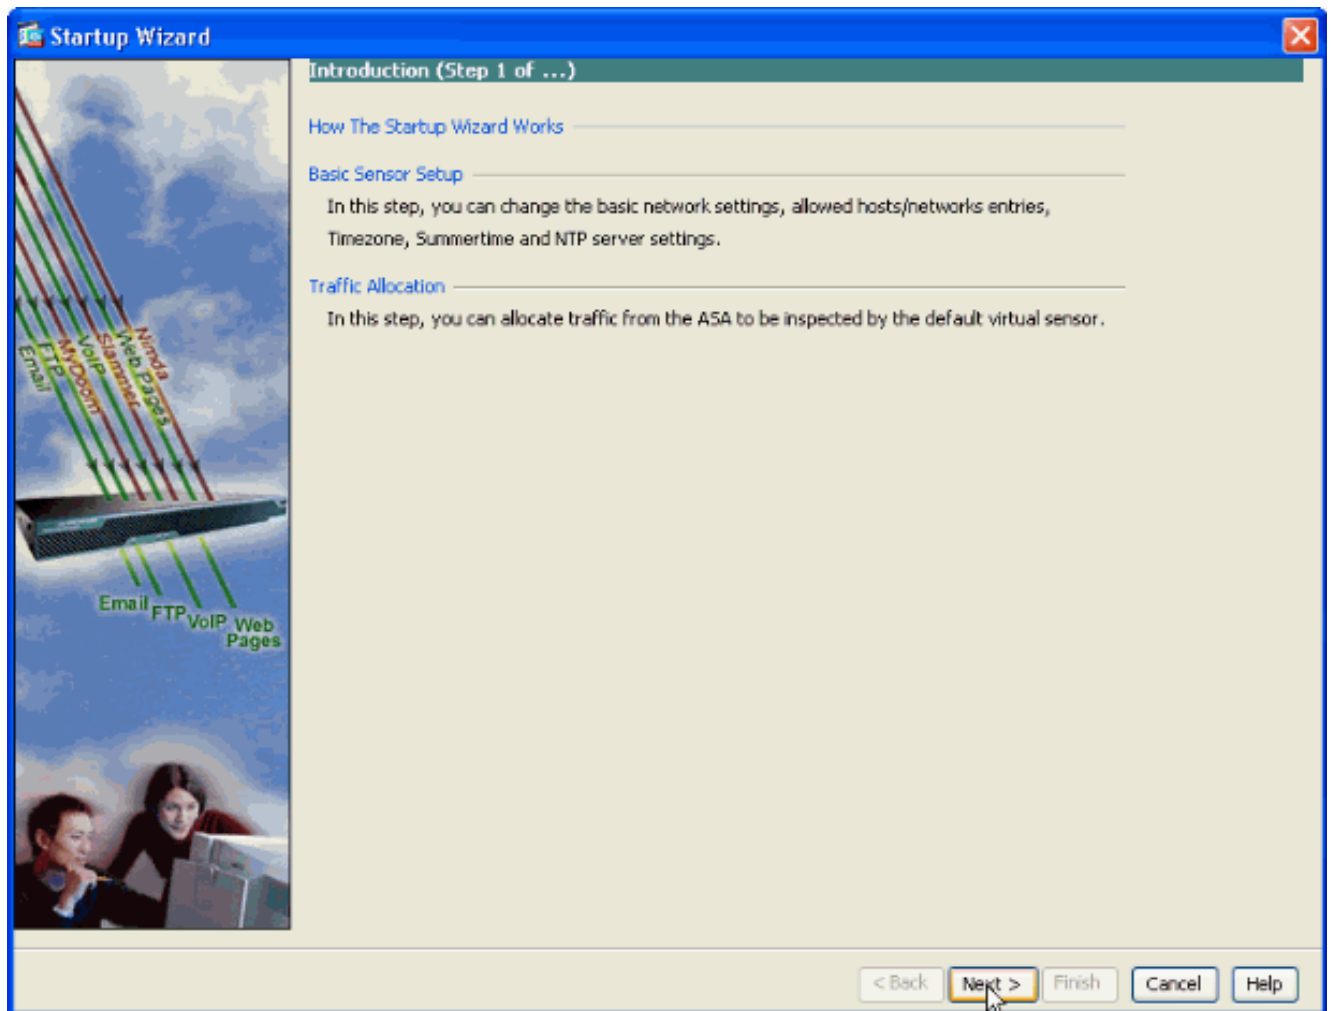 Startup Wizard
Introduction (Step 1 of ...)
How The Startup Wizard Works
Basic Sensor Setup
In this step, you can change the basic network settings, allowed hosts/networks entries,
Timezone, Summertime and NTP server settings.
Traffic Allocation
In this step, you can allocate traffic from the ASA to be inspected by the default virtual sensor.
Email
FTP
MyDoom
VoIP
Slammer
Web Pages
Nimda
Email
FTP
VoIP
Web
Pages
< Back
Next >
Finish
Cancel
Help